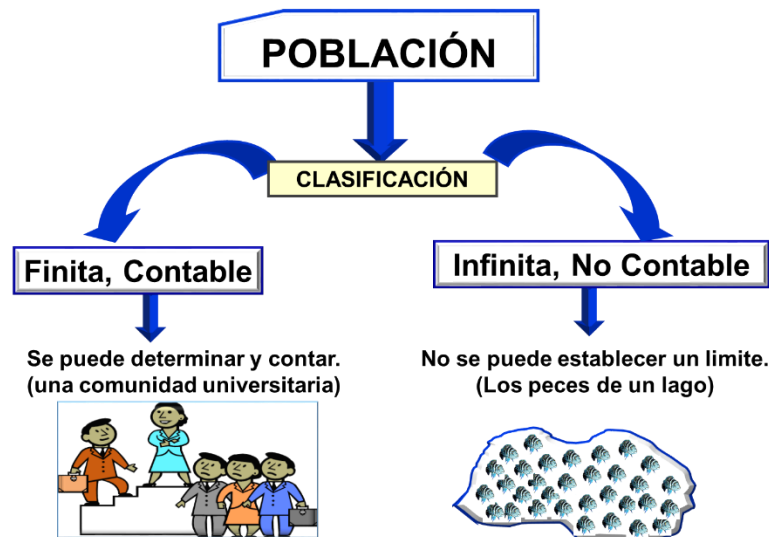 POBLACIÓN
CLASIFICACIÓN
Finita, Contable
Infinita, No Contable
Se puede determinar y contar.
(una comunidad universitaria)
No se puede establecer un limite.
(Los peces de un lago)